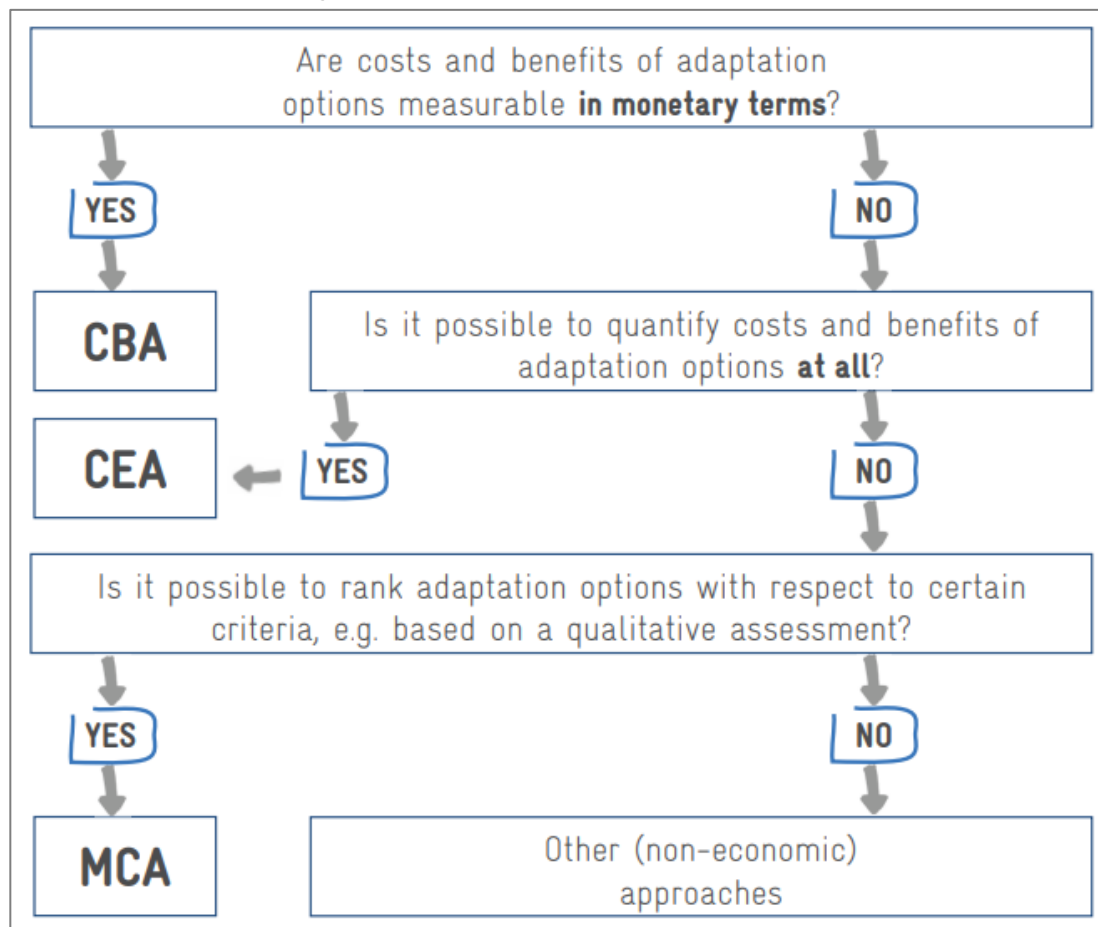 Are costs and benefits of adaptation
options measurable in monetary terms?
YES
NO
CBA
Is it possible to quantify costs and benefits of
adaptation options at all?
CEA
YES
NO
Is it possible to rank adaptation options with respect to certain
criteria, e.g. based on a qualitative assessment?
YES
NO
MCA
Other (non-economic)
approaches